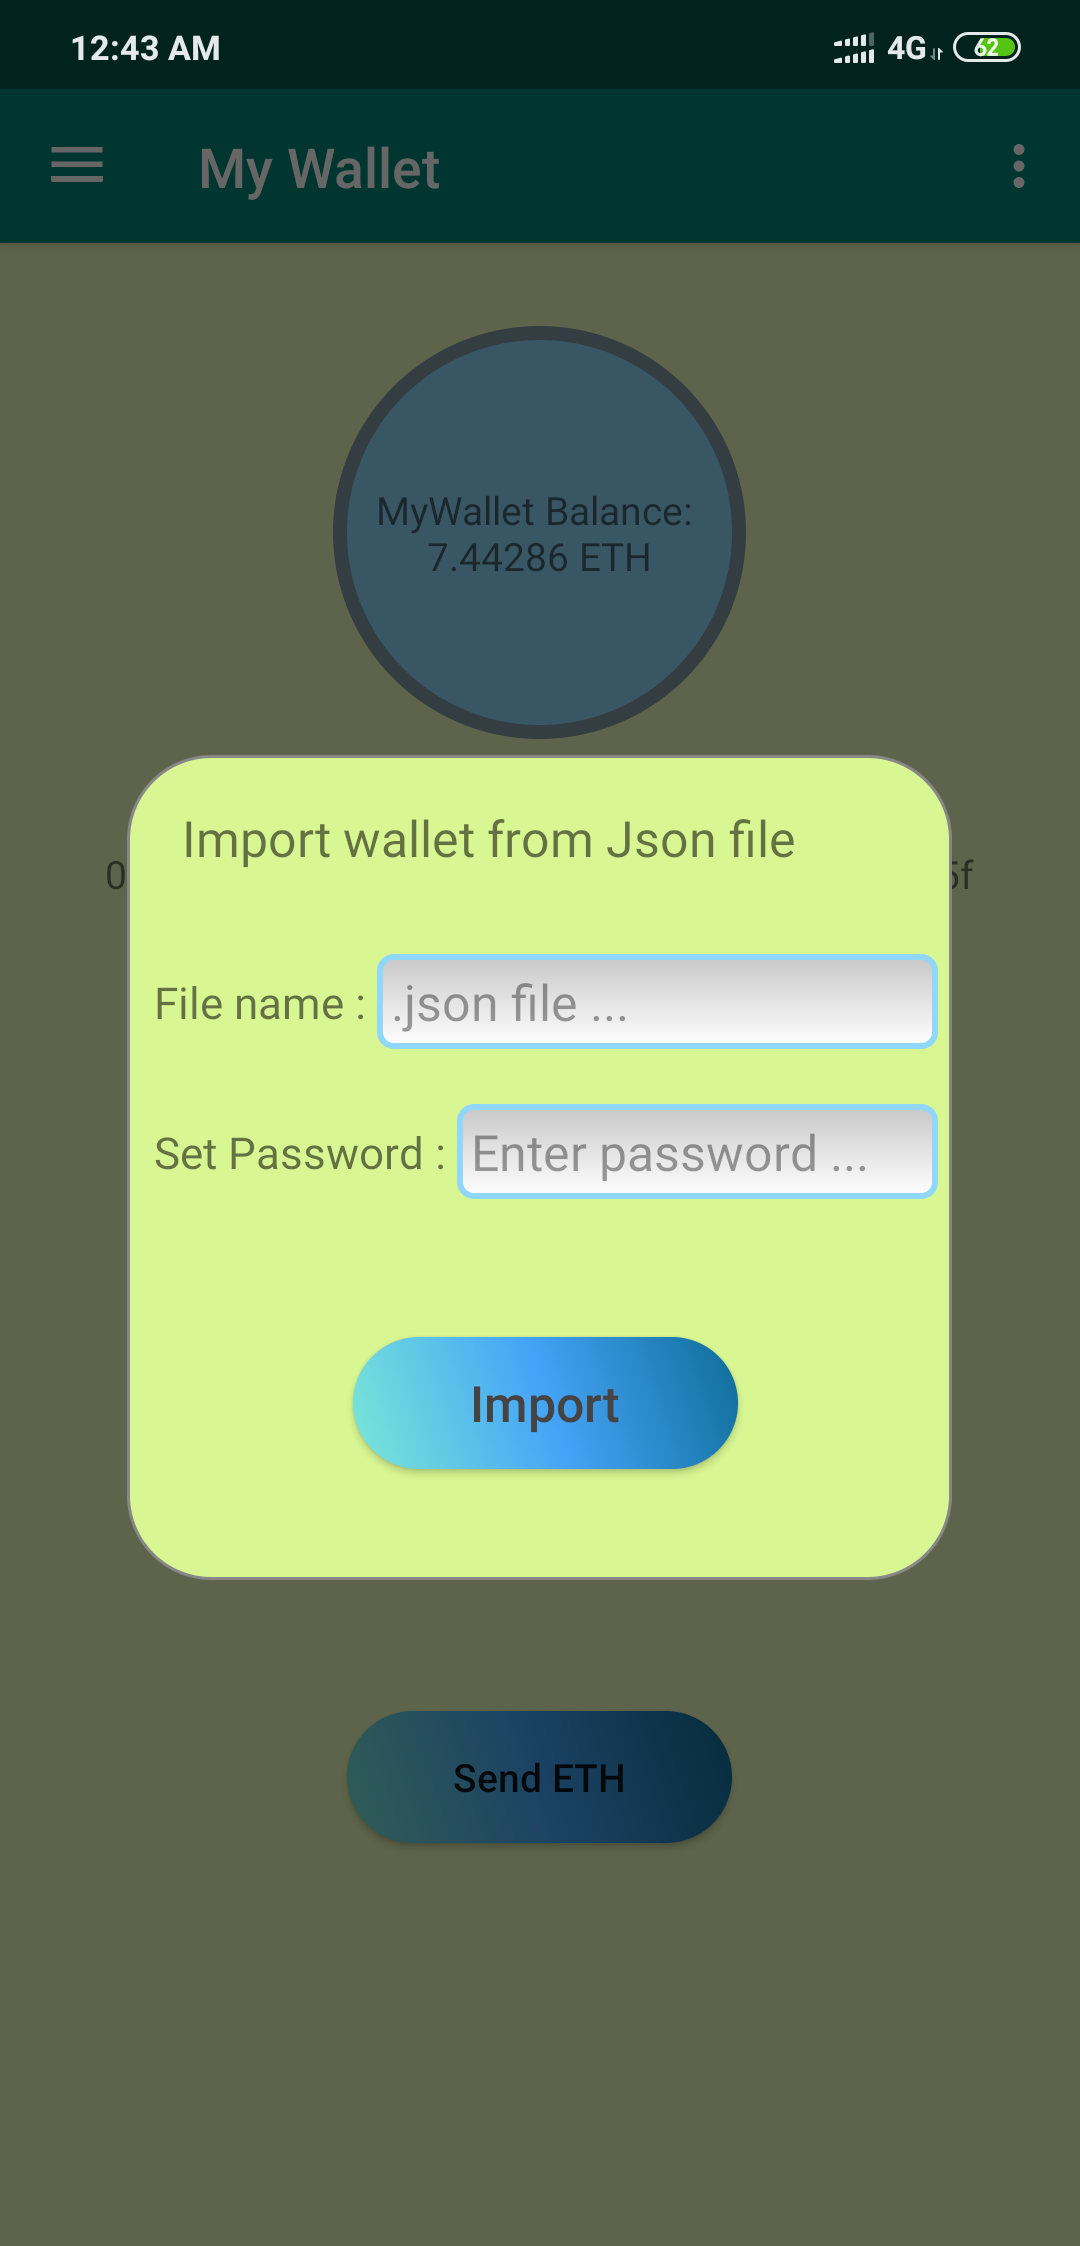 12:43 AM 4G 62
My Wallet
MyWallet Balance:
7.44286 ETH
Import wallet from Json file
0 5f
File name : .json file ...
Set Password : Enter password ...
Import
Send ETH